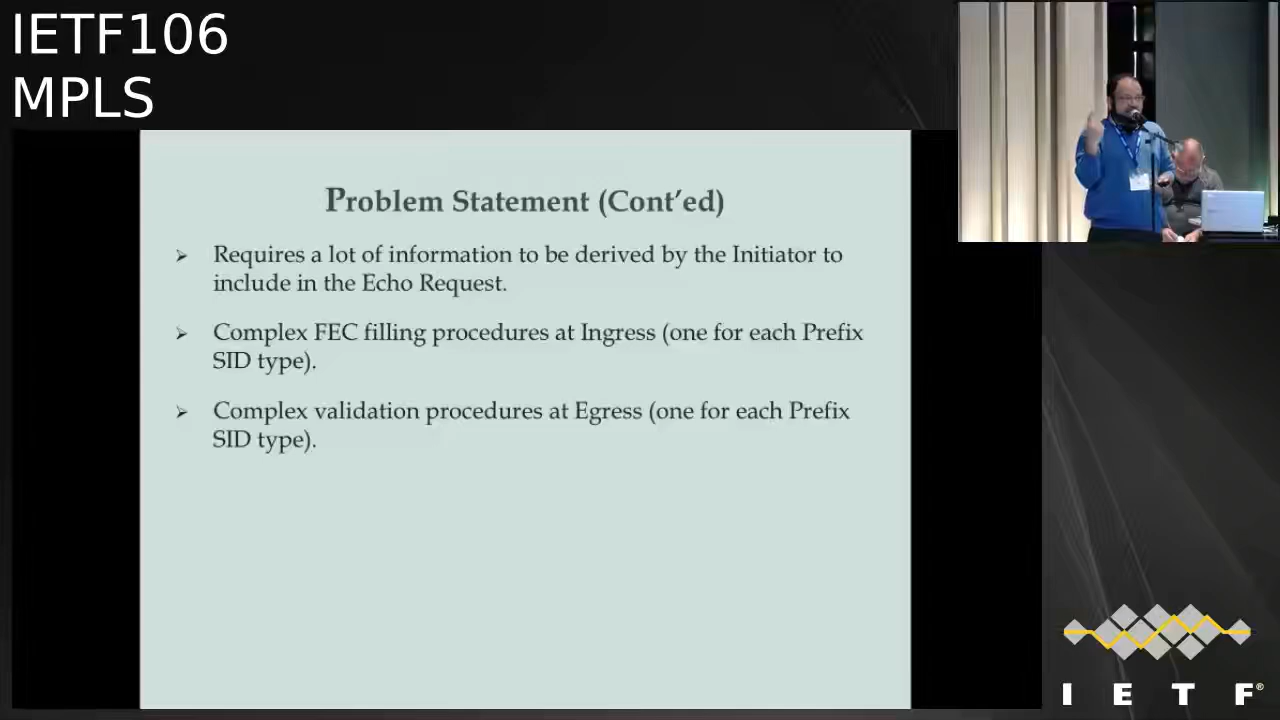 IETF106
MPLS
Problem Statement (Cont’ed)
➢ Requires a lot of information to be derived by the Initiator to
include in the Echo Request.
➢ Complex FEC filling procedures at Ingress (one for each Prefix
SID type).
➢ Complex validation procedures at Egress (one for each Prefix
SID type).
I E T F®